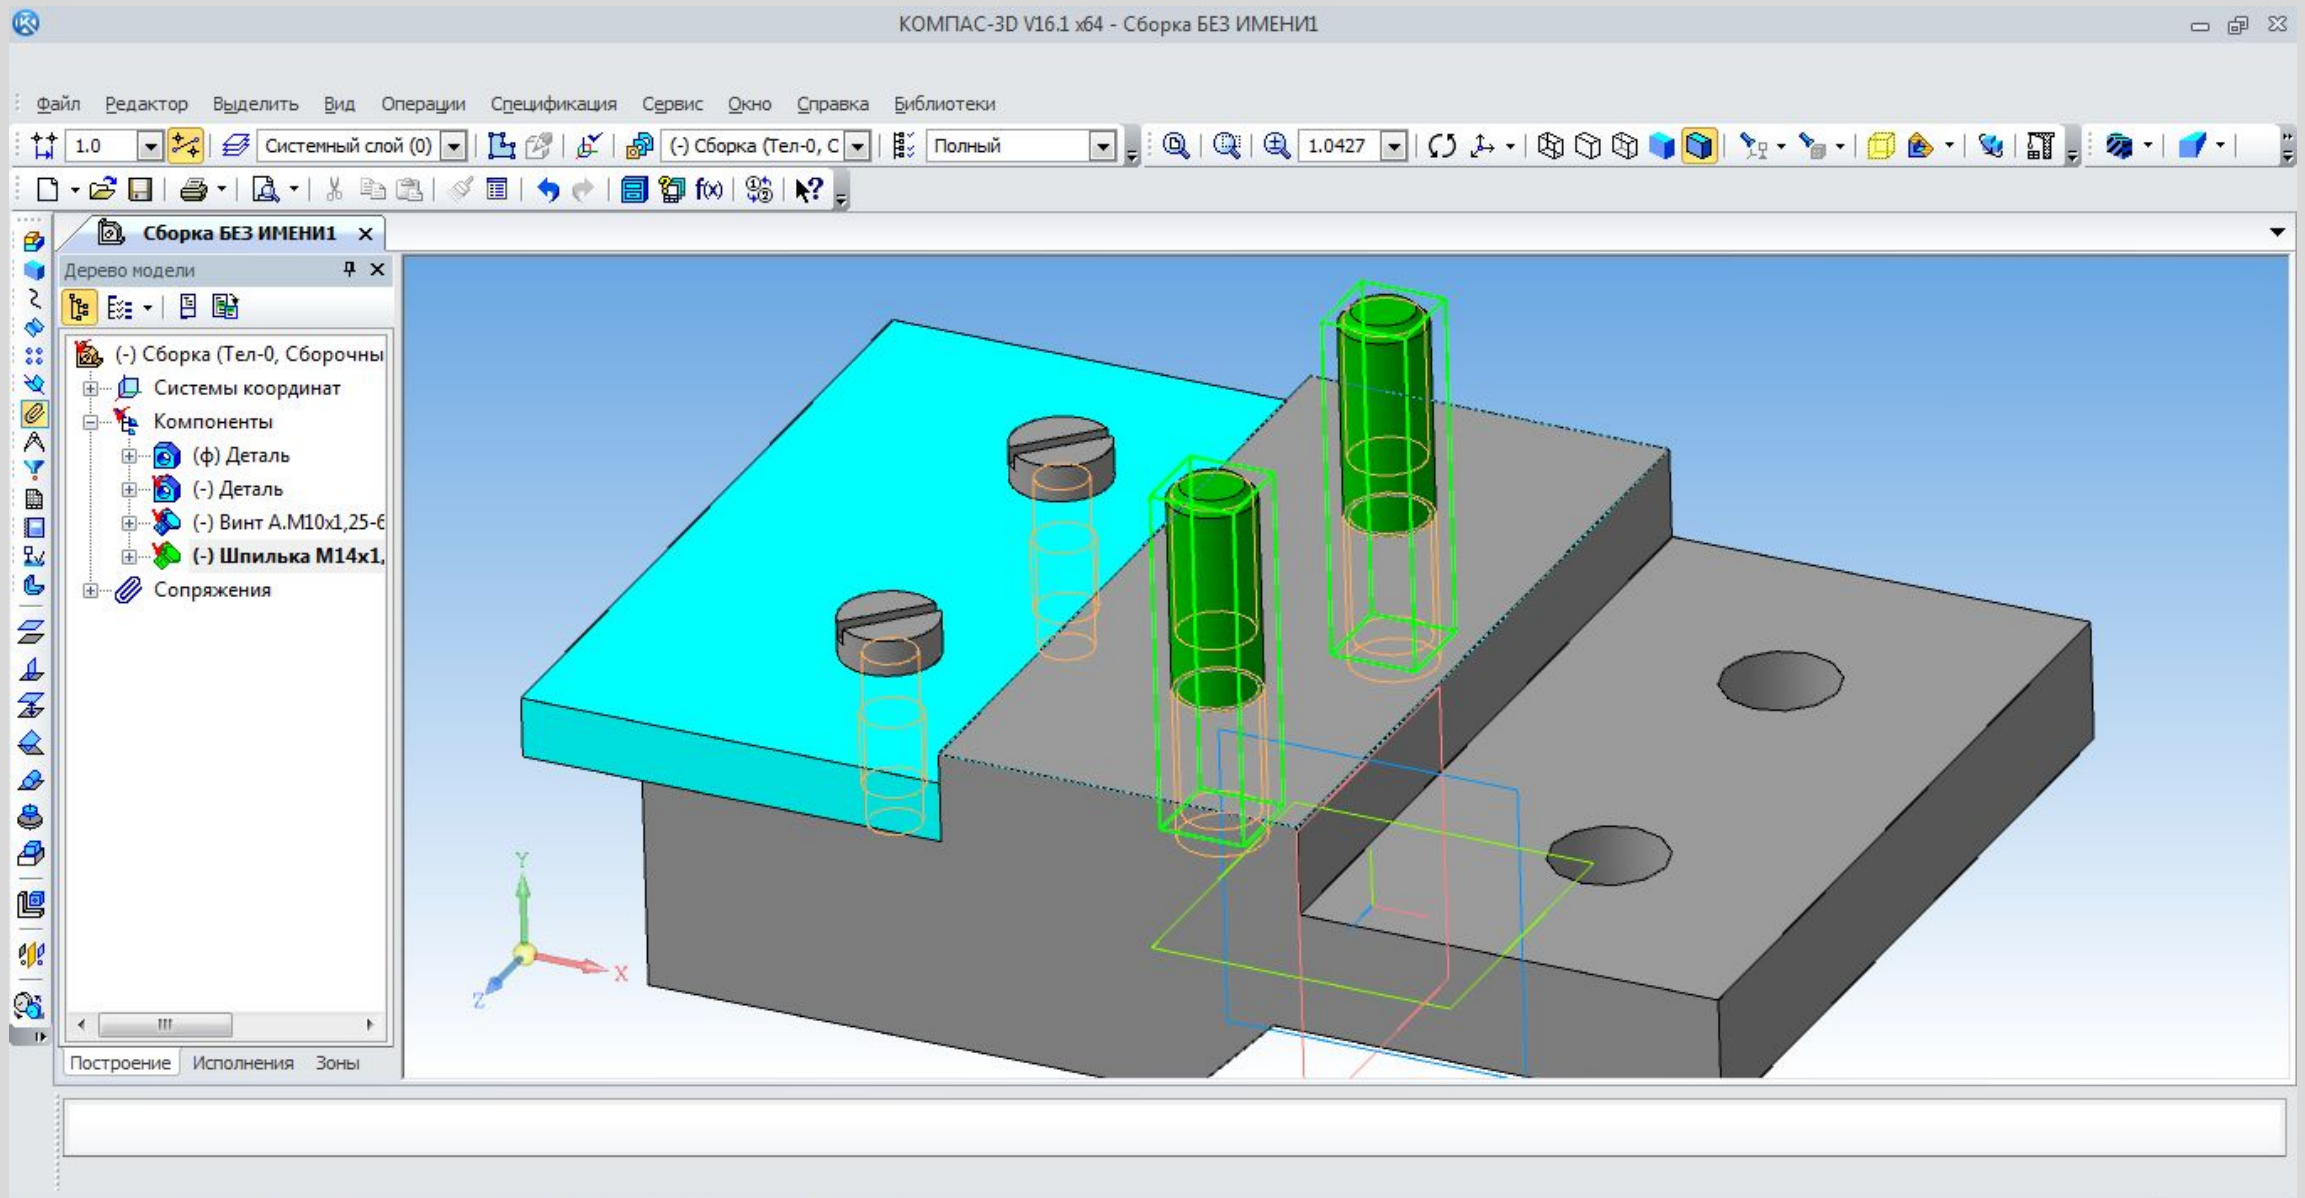 КОМПАС-3D V16.1 x64 - Сборка БЕЗ ИМЕНИ1
Файл Редактор Выделить Вид Операции Спецификация Сервис Окно Справка Библиотеки
1.0 Системный слой (0) (-) Сборка (Тел-0, С Полный 1.0427
f(x)
Сборка БЕЗ ИМЕНИ1
Дерево модели
(-) Сборка (Тел-0, Сборочны
Системы координат
Компоненты
(ф) Деталь
(-) Деталь
(-) Винт А.М10х1,25-6
(-) Шпилька М14х1,
Сопряжения
Y
X
Z
Построение Исполнения Зоны